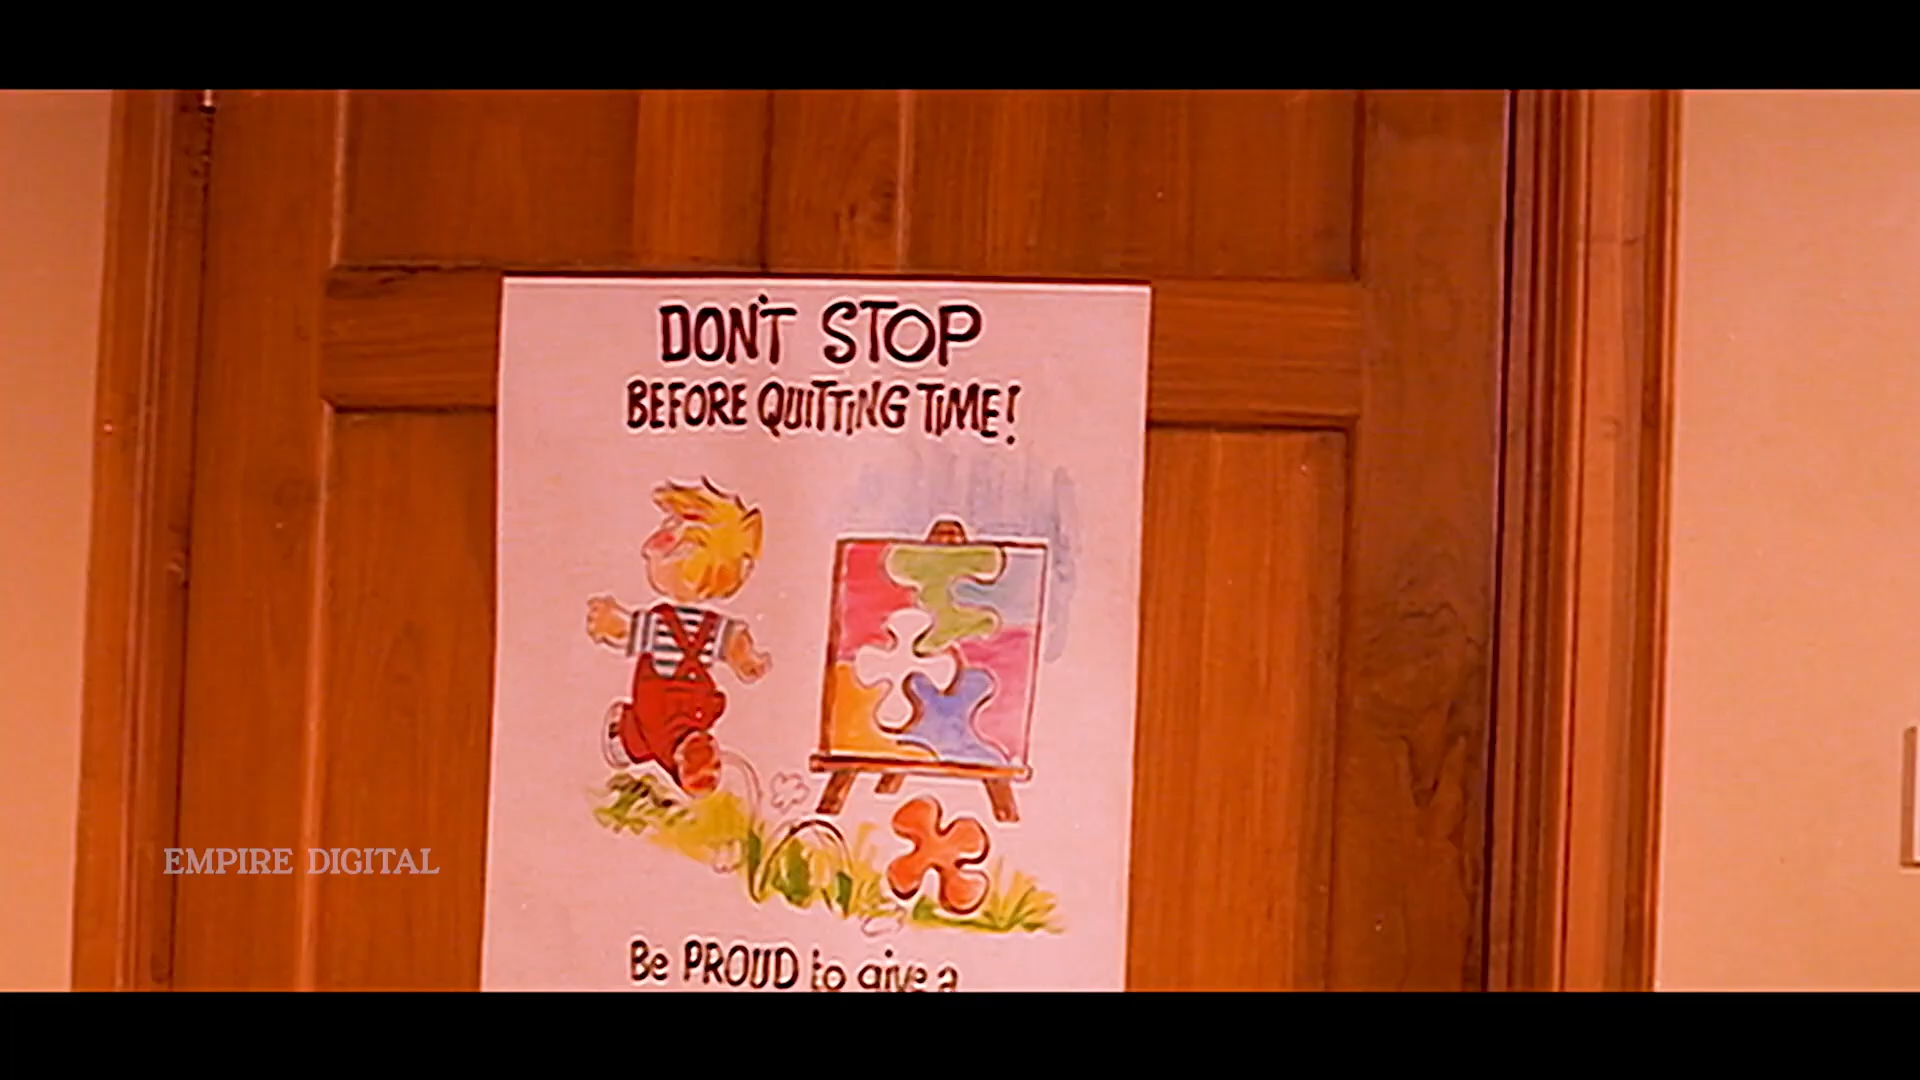 DON'T STOP
BEFORE QUITTING TIME!
EMPIRE DIGITAL
Be PROUD to give a